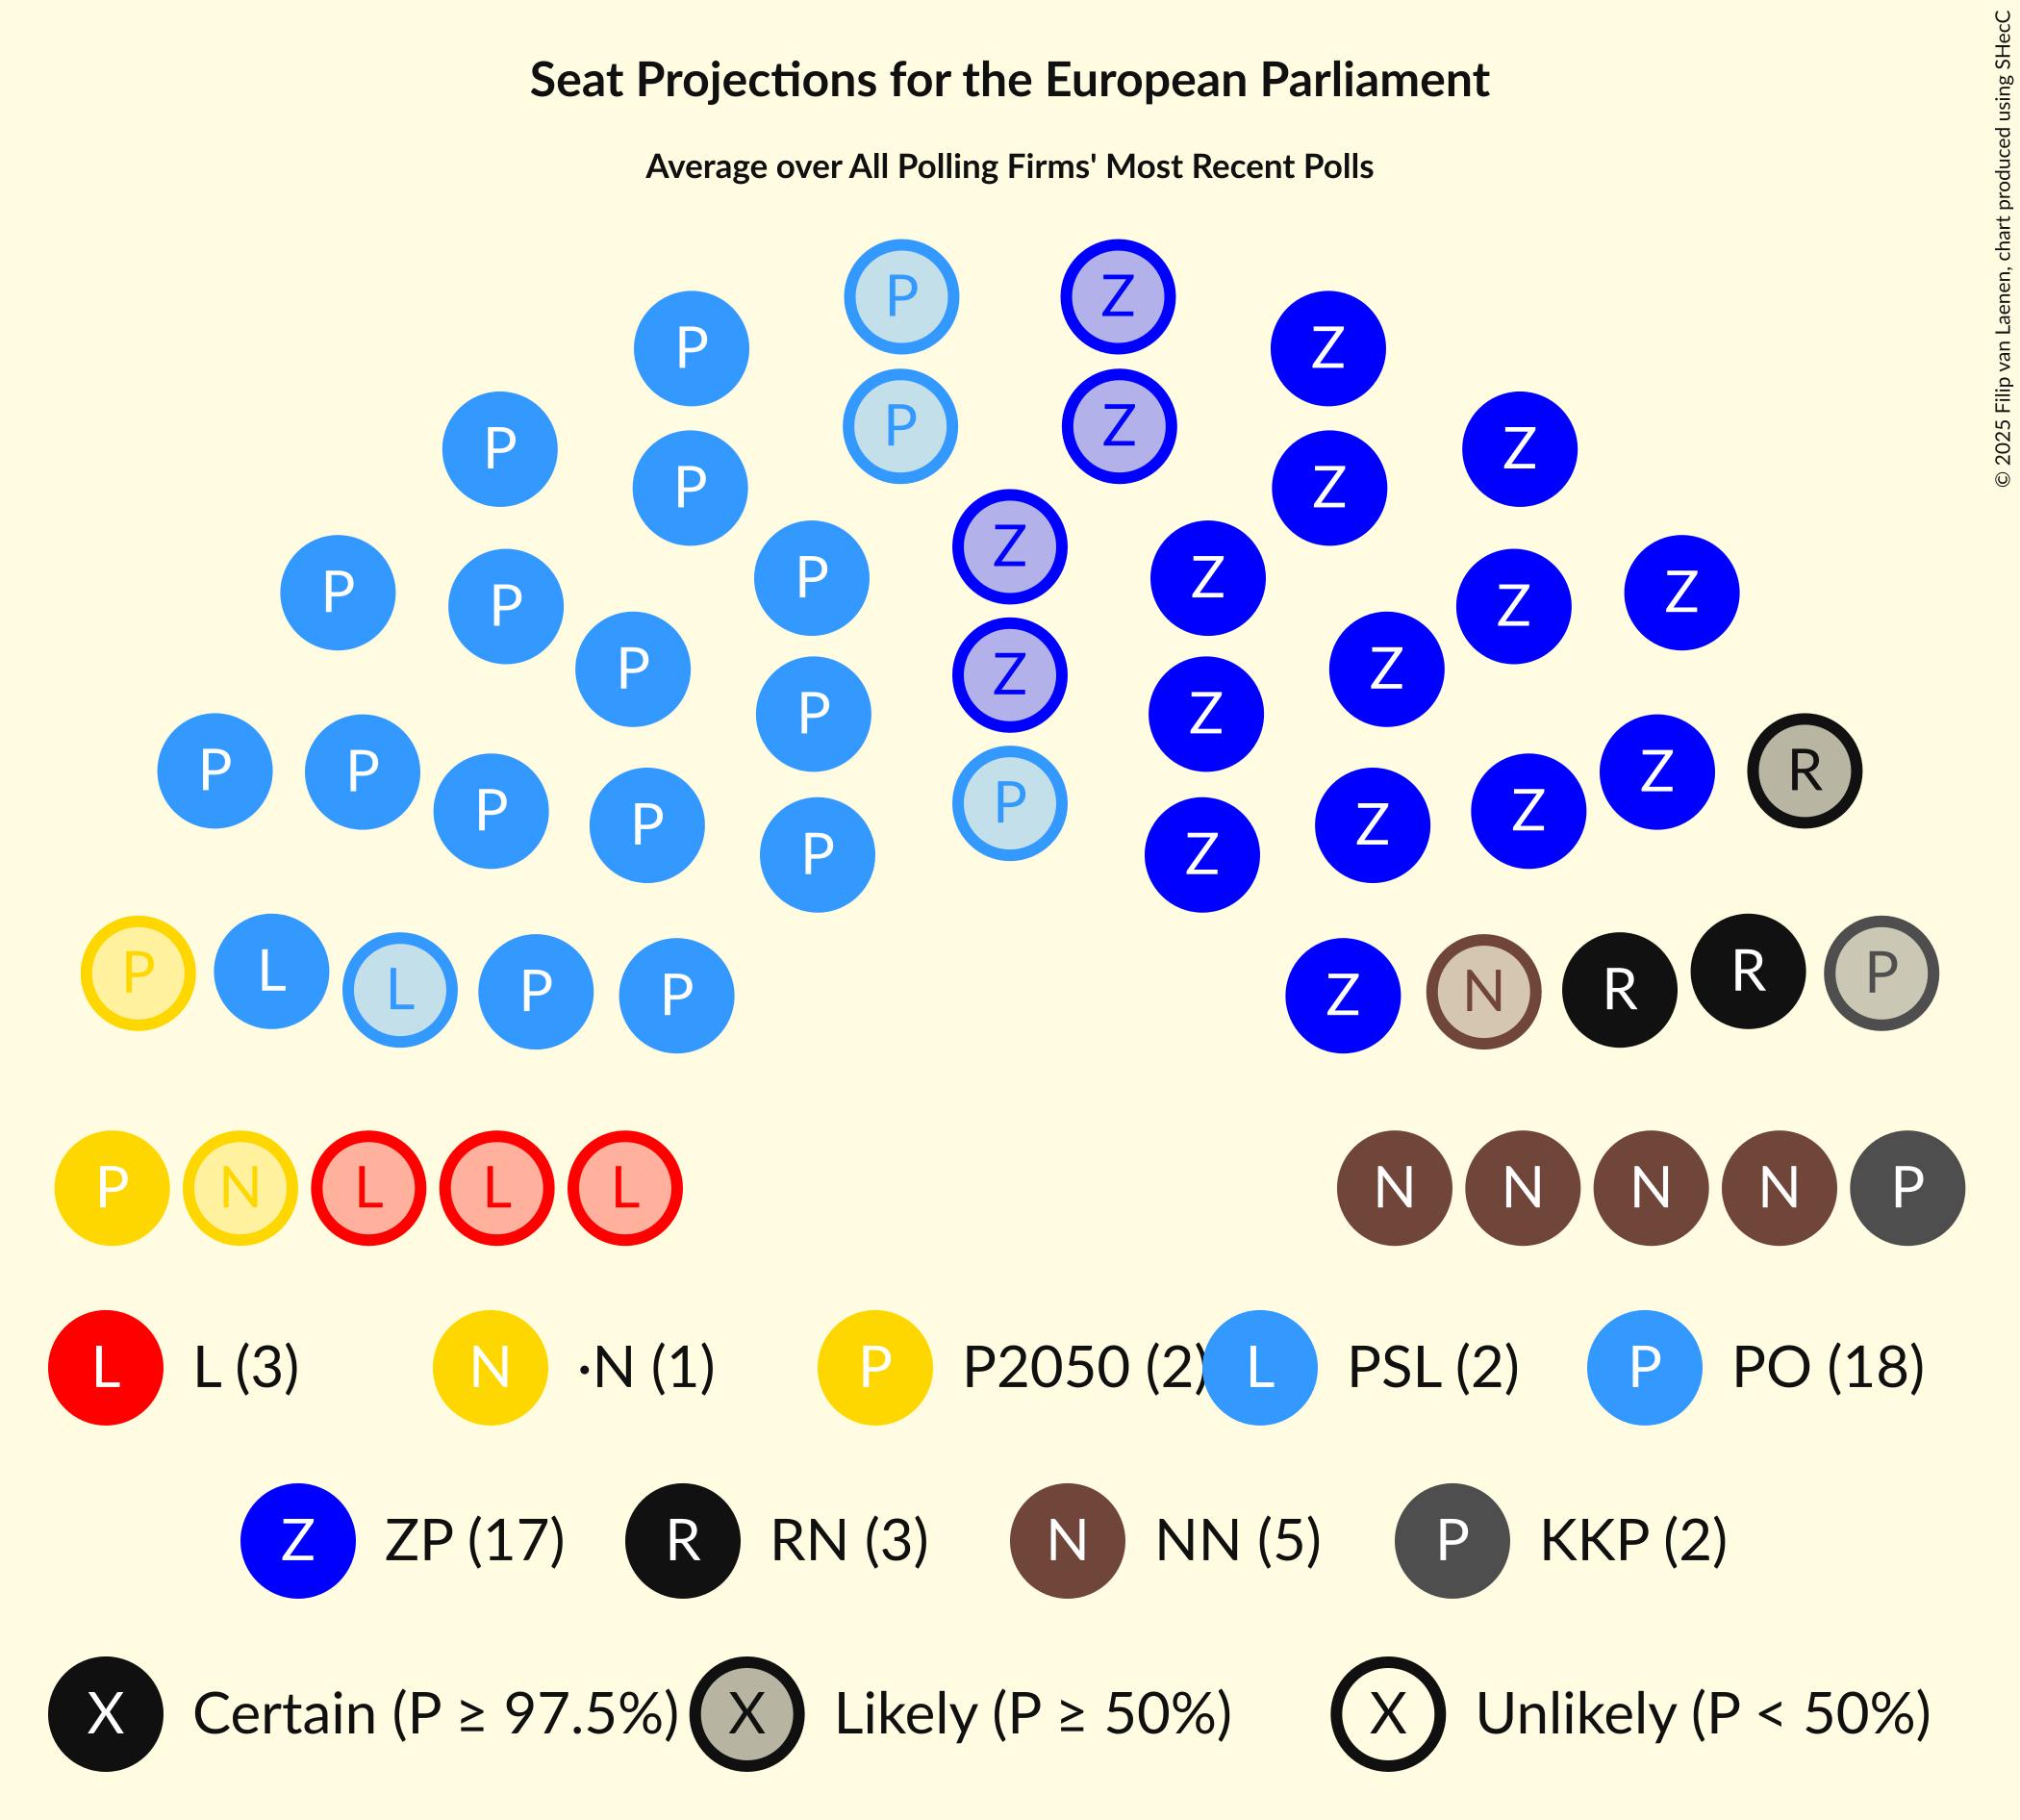 Seat Projections for the European Parliament
Average over All Polling Firms' Most Recent Polls
© 2025 Filip van Laenen, chart produced using SHecC
P Z
P Z
P Z
P Z
P Z
P Z
Z
P Z
P P Z Z
P Z
Z
P Z
P P Z R
P
P Z
P Z
P Z
P L L P P Z N R R P
P N L L L N N N N P
L L (3) N ·N (1) P P2050 (2) L PSL (2) P PO (18)
Z ZP (17) R RN (3) N NN (5) P KKP (2)
X Certain (P ≥ 97.5%) X Likely (P ≥ 50%) X Unlikely (P < 50%)